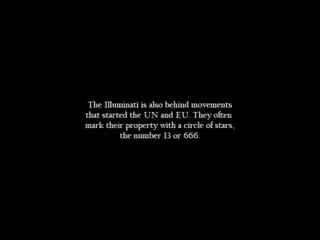 The Illuminati is also behind movements
that started the UN and EU. They often
mark their property with a circle of stars,
the number 13 or 666.